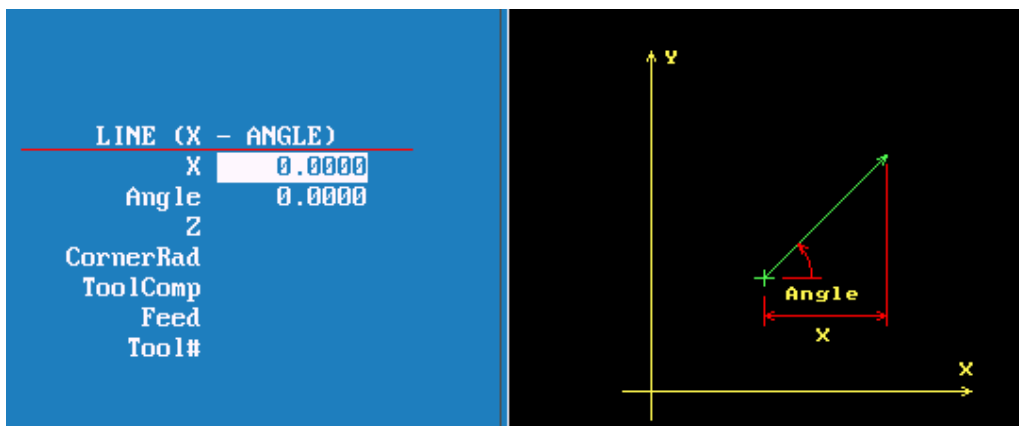 LINE (X - ANGLE)
X 0.0000
Angle 0.0000
Z
CornerRad
ToolComp
Feed
Tool#
Y
Angle
X
X